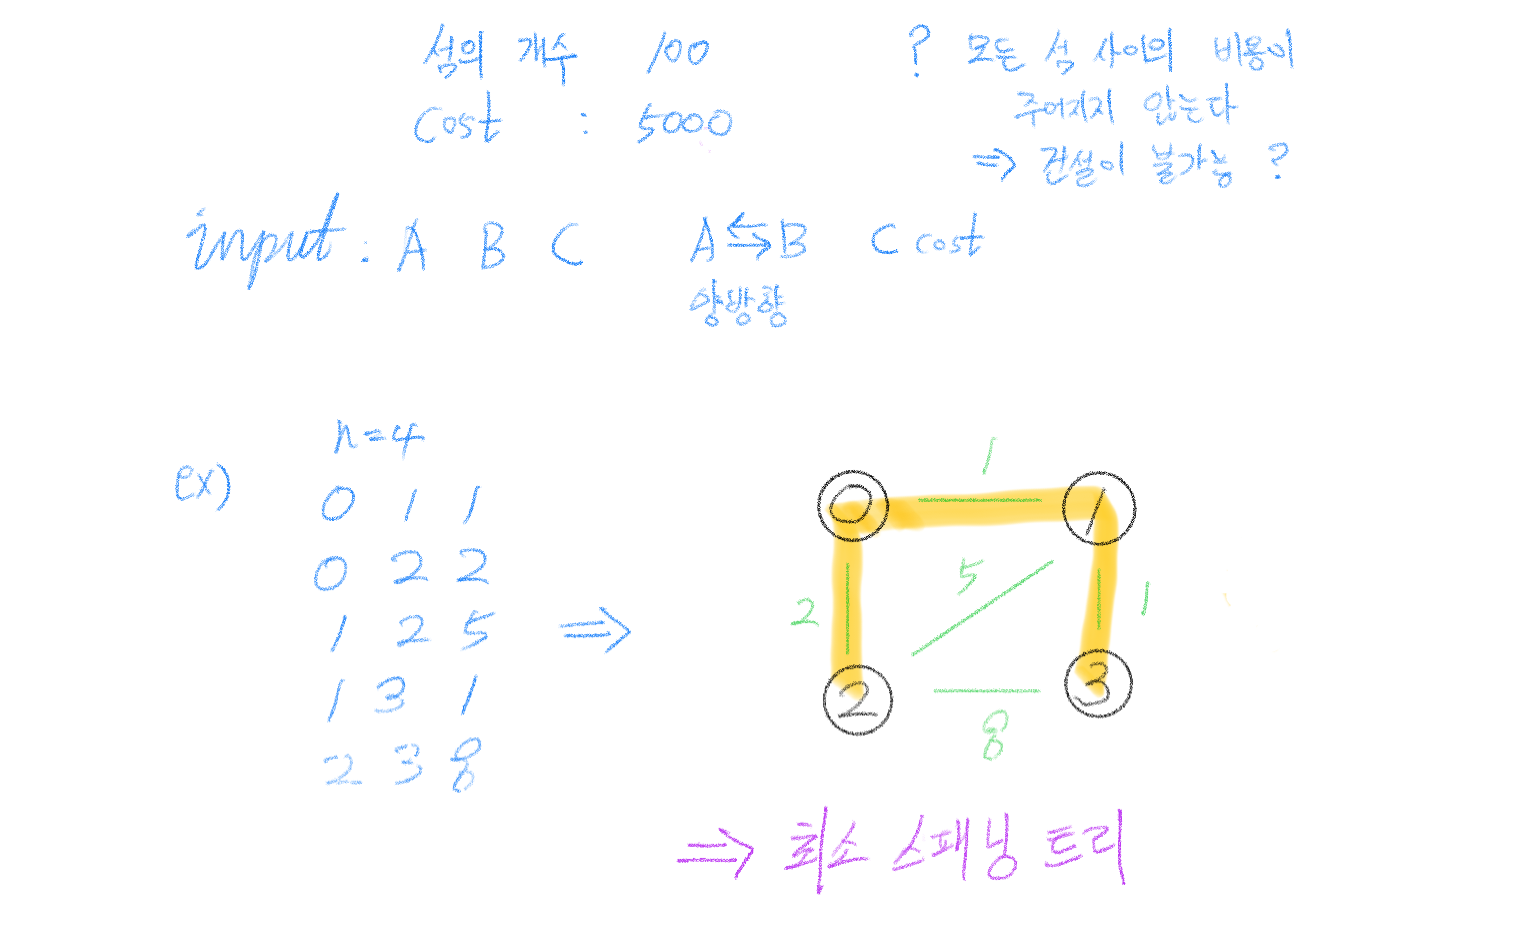 섬의 개수 100
cost : 5000
? 모든 섬 사이의 비용이
주어지지 않는다
⇒ 건설이 불가능 ?
input : A B C A ⇆ B C cost
양방향
ex)
n=4
0 1 1
0 2 2
1 2 5
1 3 1
2 3 8
⇒
1
0 1
5
2 1
2 3
8
⇒ 최소 스패닝 트리